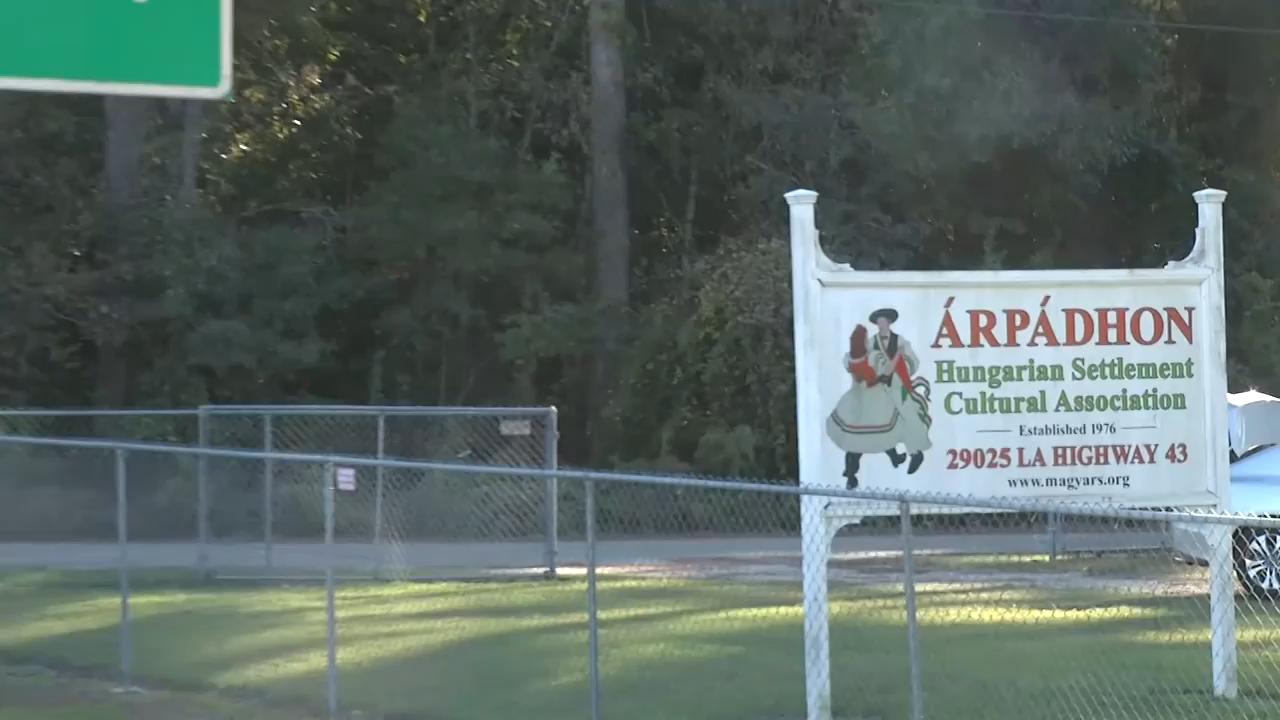 ÁRPÁDHON
Hungarian Settlement
Cultural Association
Established 1976
29025 LA HIGHWAY 43
www.magyars.org